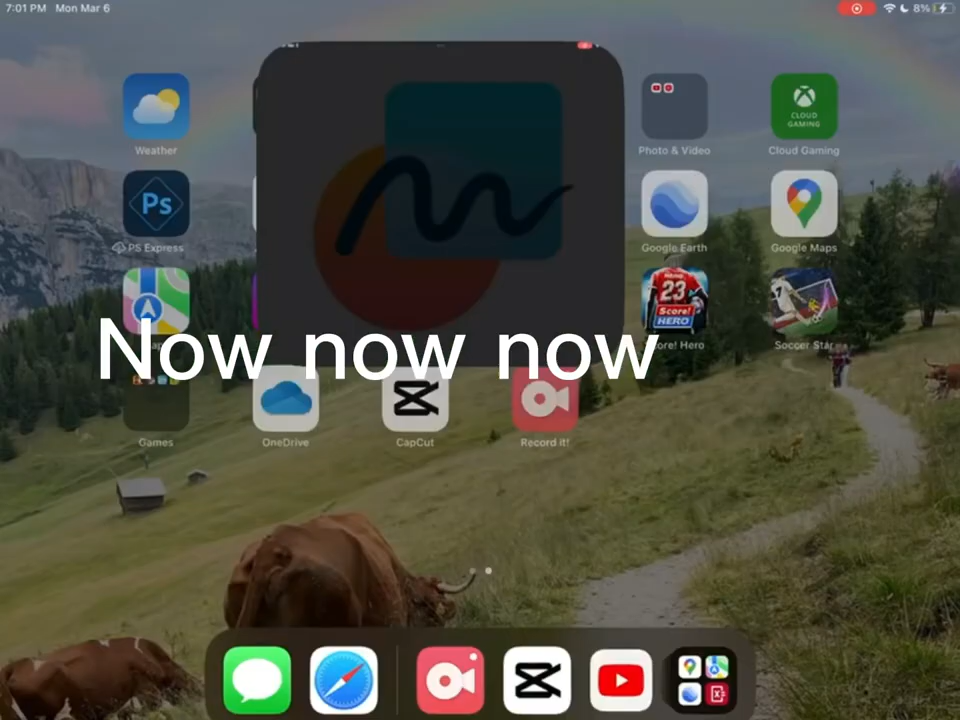 7:01 PM Mon Mar 6
8%
Weather
Photo & Video
CLOUD
GAMING
Cloud Gaming
Ps
PS Express
Google Earth
Google Maps
23
Score!
HERO
ore! Hero
Soccer Star
Now now now
Games
OneDrive
CapCut
Record it!